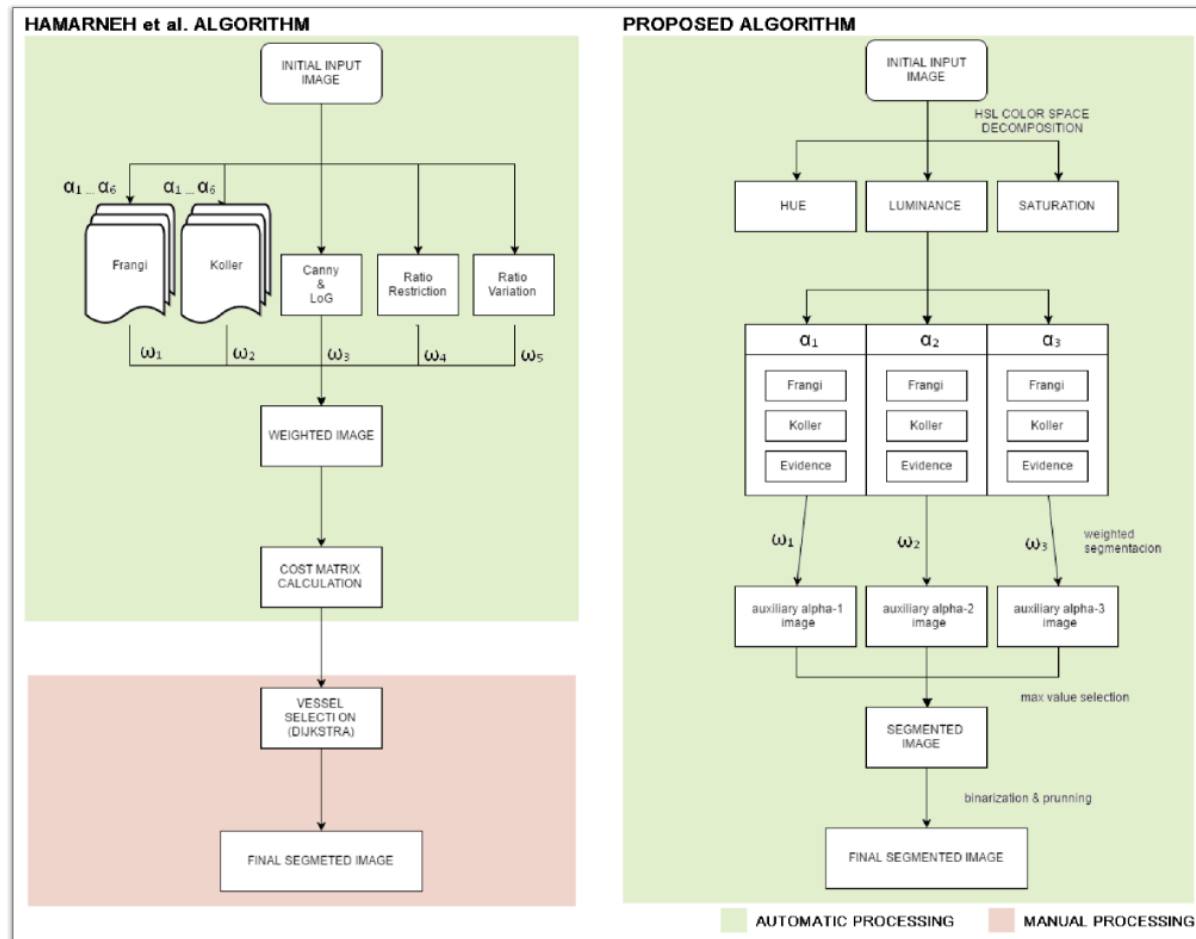 HAMARNEH et al. ALGORITHM
INITIAL INPUT
IMAGE
α1 ... α6
α1 ... α6
Frangi
Koller
Canny
&
LoG
Ratio
Restriction
Ratio
Variation
ω1
ω2
ω3
ω4
ω5
WEIGHTED IMAGE
COST MATRIX
CALCULATION
VESSEL
SELECTION
(DIJKSTRA)
FINAL SEGMETED IMAGE
PROPOSED ALGORITHM
INITIAL INPUT
IMAGE
HSL COLOR SPACE
DECOMPOSITION
HUE
LUMINANCE
SATURATION
α1
α2
α3
Frangi
Frangi
Frangi
Koller
Koller
Koller
Evidence
Evidence
Evidence
ω1
ω2
ω3
weighted
segmentacion
auxiliary alpha-1
image
auxiliary alpha-2
image
auxiliary alpha-3
image
max value selection
SEGMENTED
IMAGE
binarization & prunning
FINAL SEGMENTED IMAGE
AUTOMATIC PROCESSING
MANUAL PROCESSING